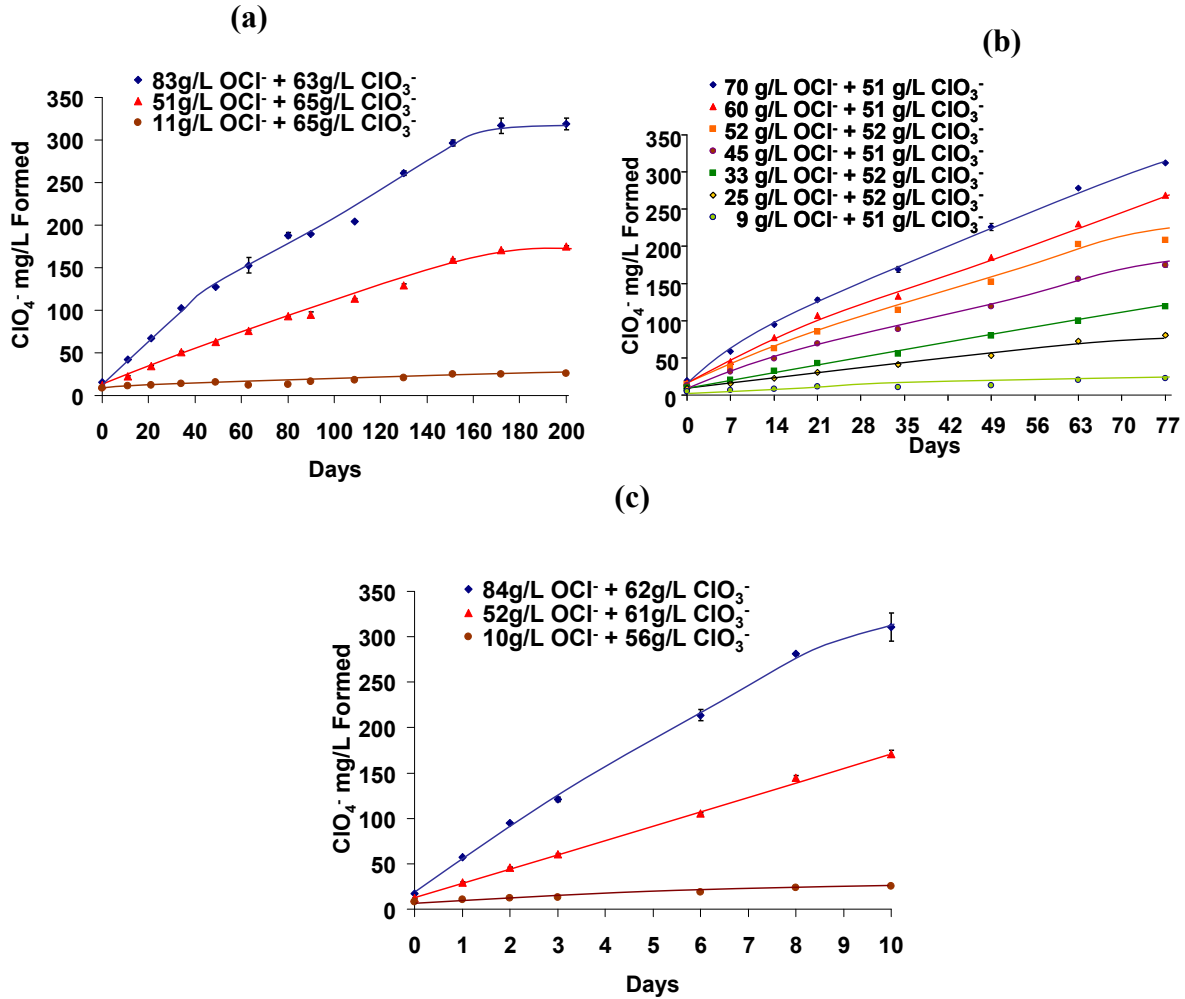 (a)
83g/L OCl⁻ + 63g/L ClO₃⁻
51g/L OCl⁻ + 65g/L ClO₃⁻
11g/L OCl⁻ + 65g/L ClO₃⁻
ClO₄⁻ mg/L Formed
350
300
250
200
150
100
50
0
0 20 40 60 80 100 120 140 160 180 200
Days
(b)
70 g/L OCl⁻ + 51 g/L ClO₃⁻
60 g/L OCl⁻ + 51 g/L ClO₃⁻
52 g/L OCl⁻ + 52 g/L ClO₃⁻
45 g/L OCl⁻ + 51 g/L ClO₃⁻
33 g/L OCl⁻ + 52 g/L ClO₃⁻
25 g/L OCl⁻ + 52 g/L ClO₃⁻
9 g/L OCl⁻ + 51 g/L ClO₃⁻
ClO₄⁻ mg/L Formed
350
300
250
200
150
100
50
0
0 7 14 21 28 35 42 49 56 63 70 77
Days
(c)
84g/L OCl⁻ + 62g/L ClO₃⁻
52g/L OCl⁻ + 61g/L ClO₃⁻
10g/L OCl⁻ + 56g/L ClO₃⁻
ClO₄⁻ mg/L Formed
350
300
250
200
150
100
50
0
0 1 2 3 4 5 6 7 8 9 10
Days